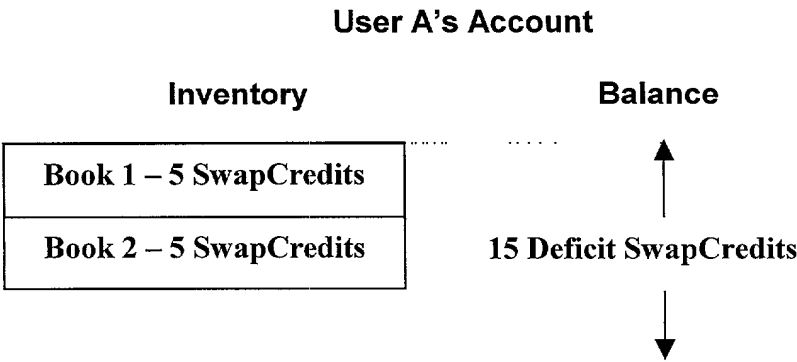 User A's Account
Inventory
Balance
Book 1 – 5 SwapCredits
Book 2 – 5 SwapCredits
15 Deficit SwapCredits